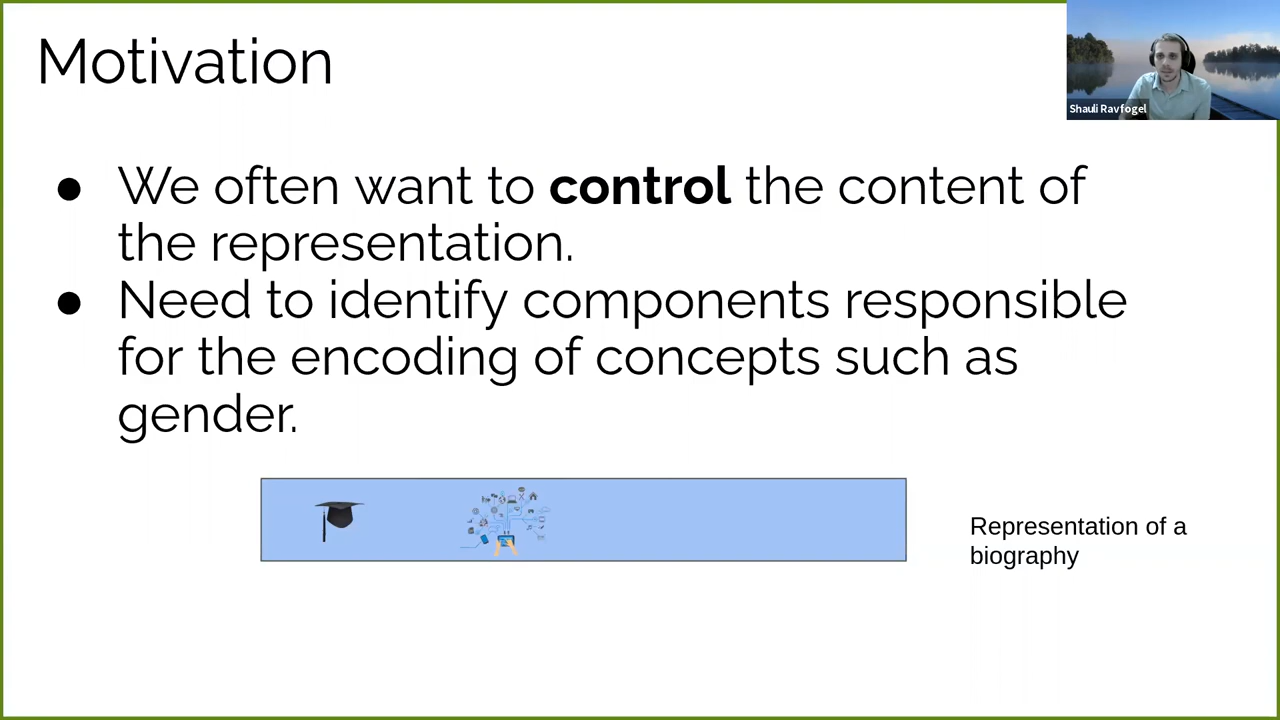 Motivation
Shauli Ravfogel
● We often want to control the content of
the representation.
● Need to identify components responsible
for the encoding of concepts such as
gender.
Representation of a
biography